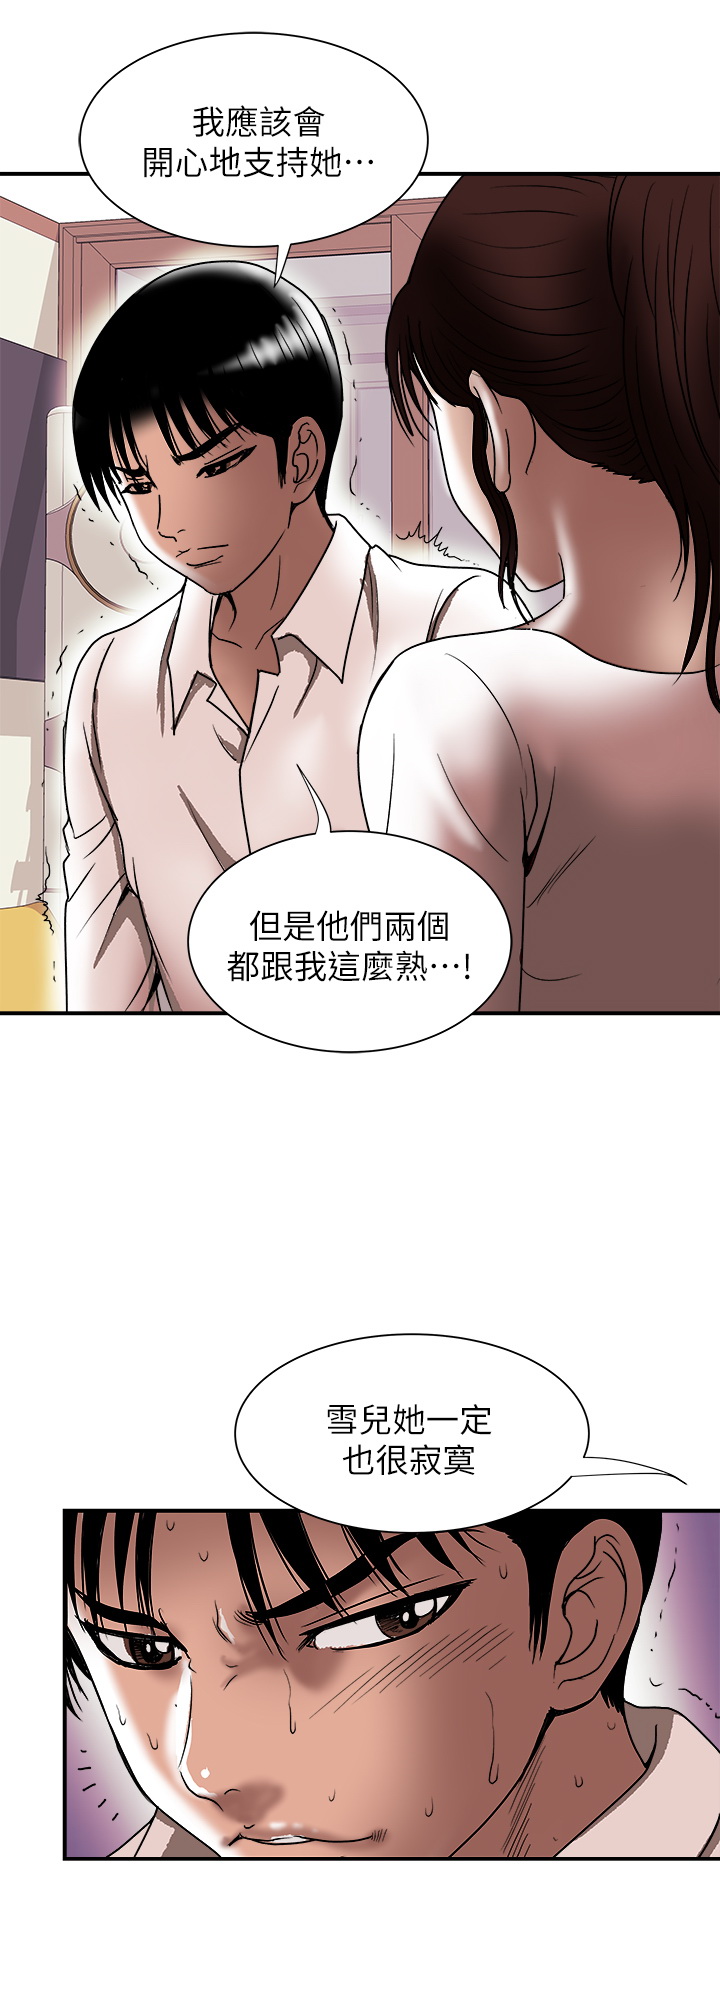 我應該會
開心地支持她⋯
但是他們兩個
都跟我這麼熟⋯!
雪兒她一定
也很寂寞